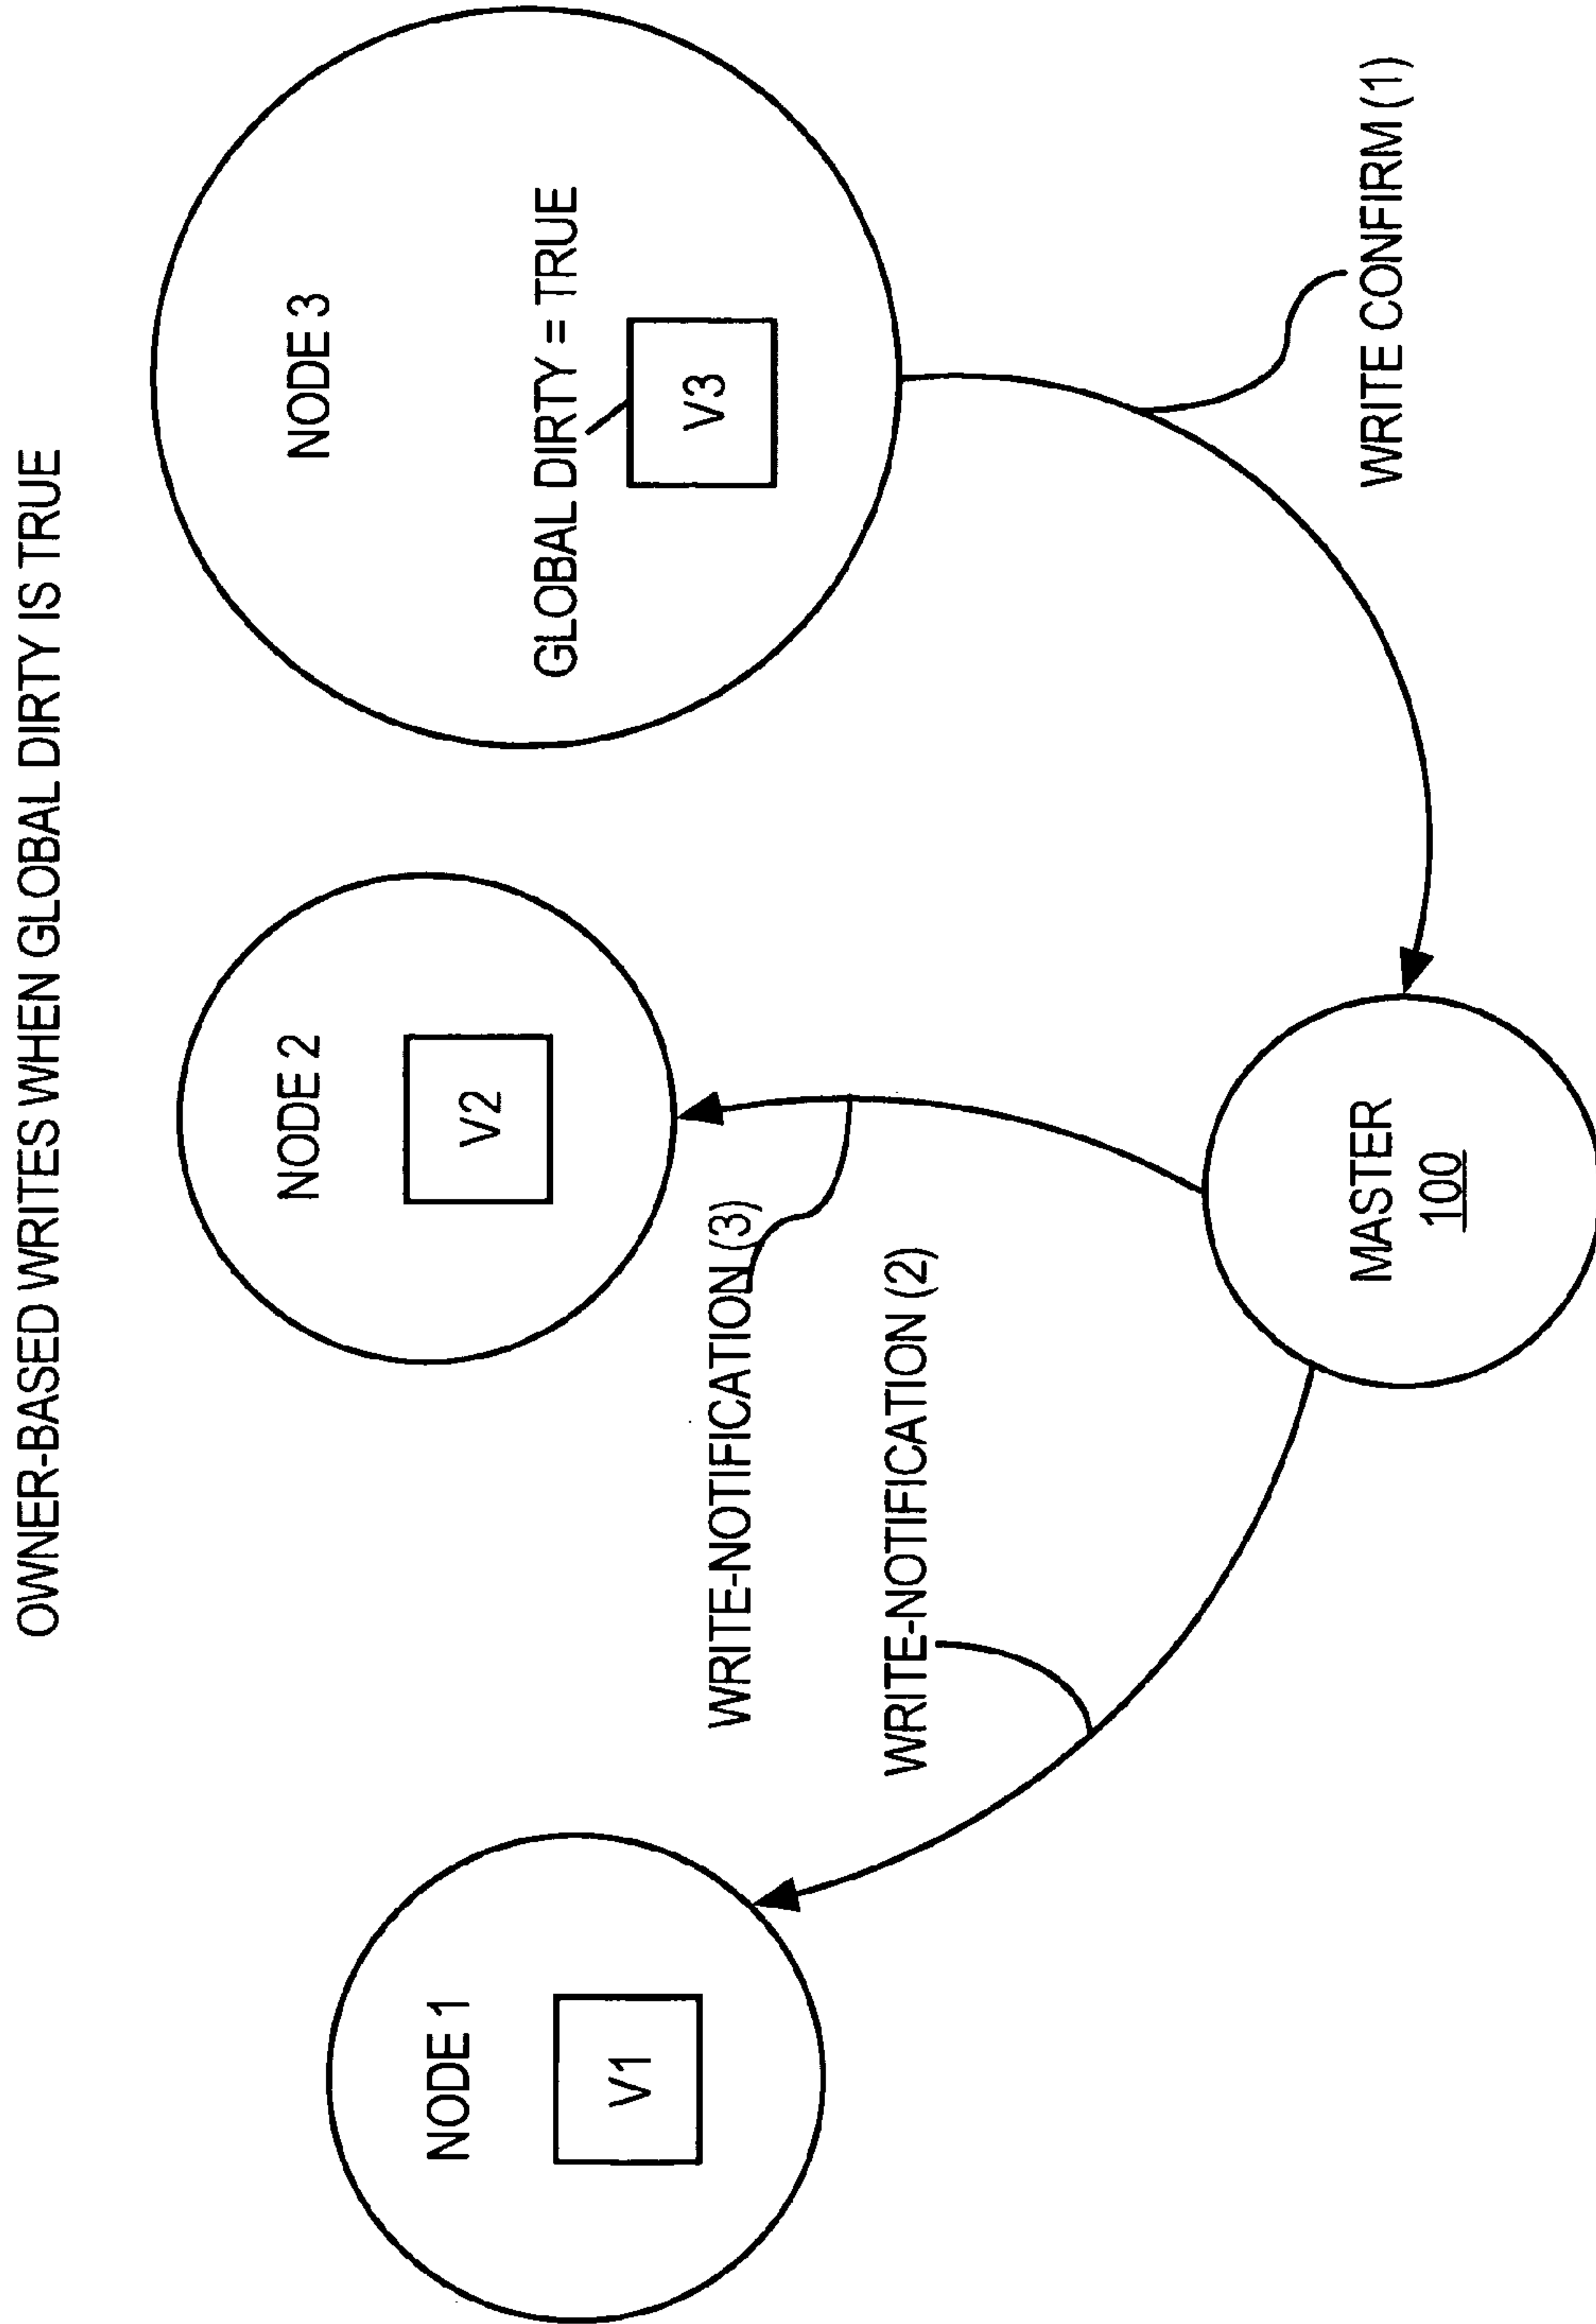 OWNER-BASED WRITES WHEN GLOBAL DIRTY IS TRUE
NODE 1
V1
NODE 2
V2
NODE 3
GLOBAL DIRTY = TRUE
V3
WRITE-NOTIFICATION (3)
WRITE-NOTIFICATION (2)
MASTER
100
WRITE CONFIRM (1)